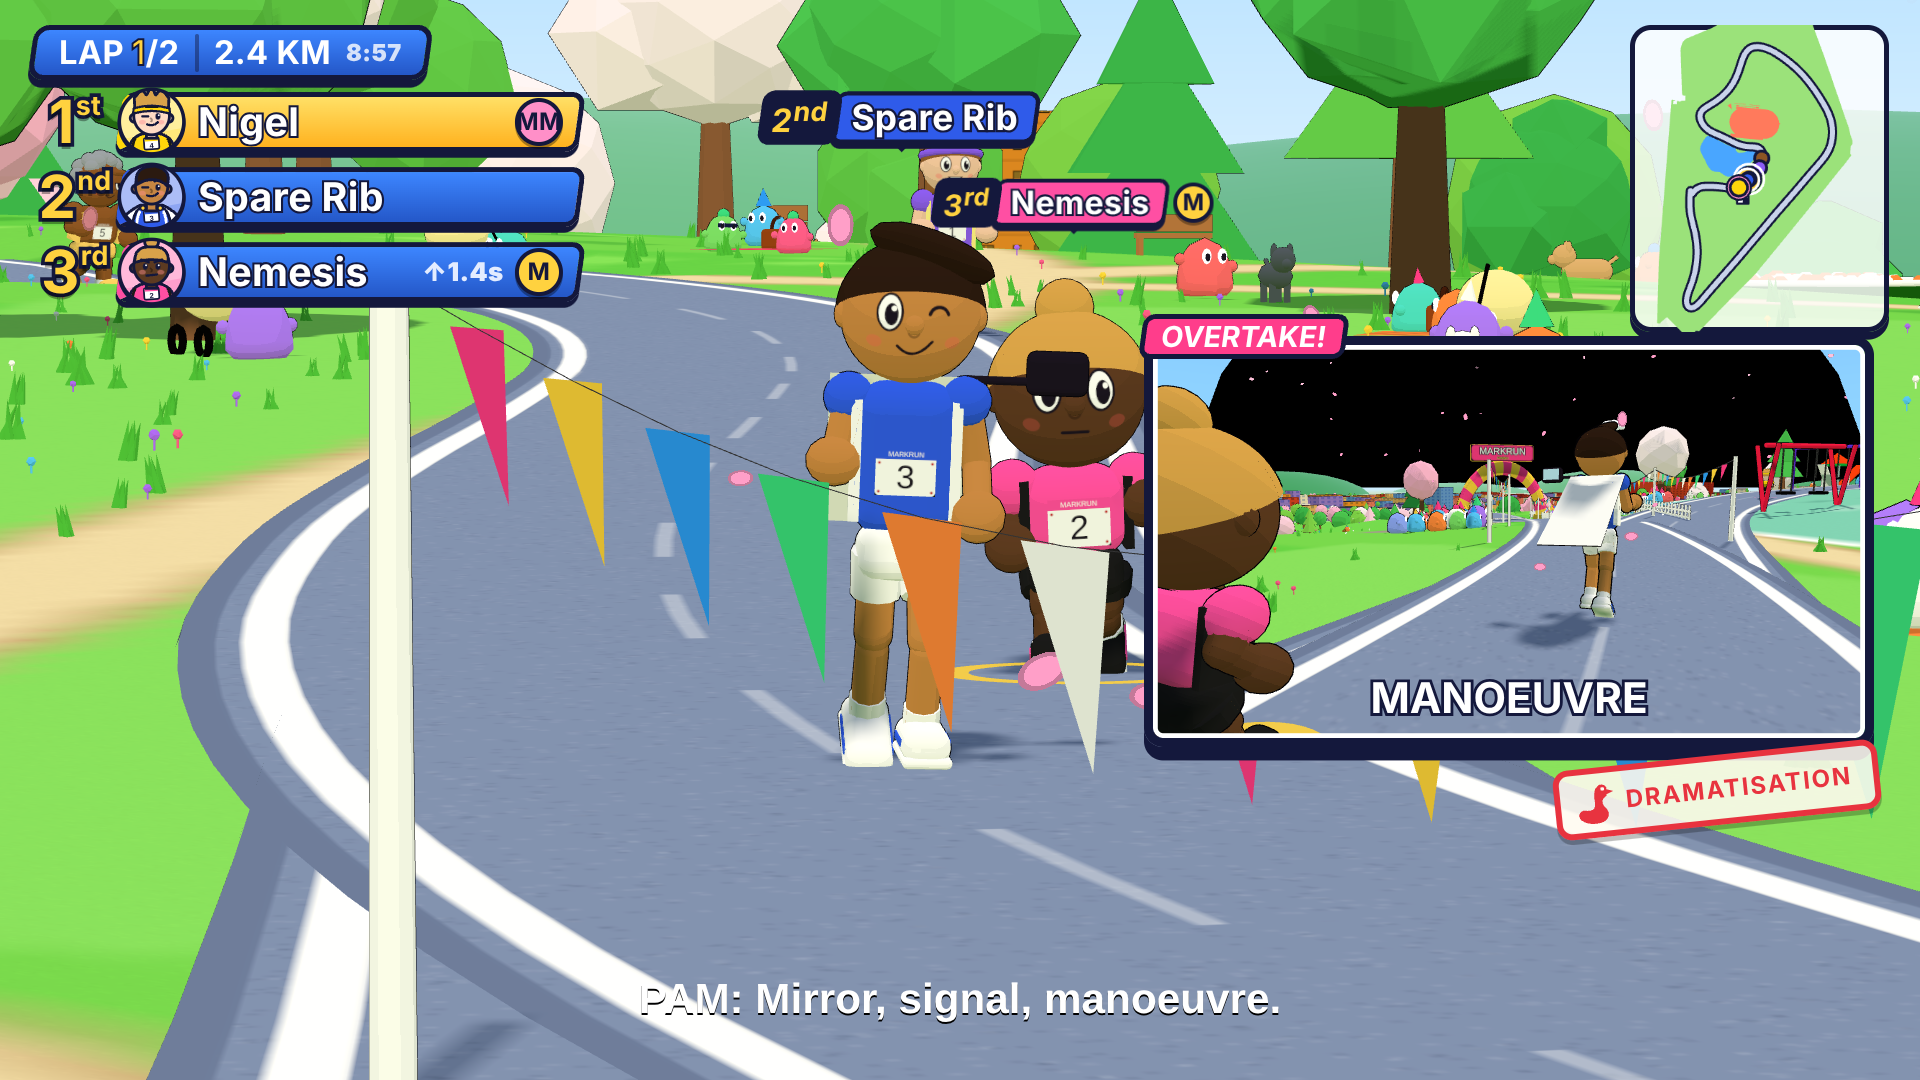 LAP 1/2 2.4 KM 8:57
1st Nigel MM
2nd Spare Rib
3rd Nemesis ↑1.4s M
2nd Spare Rib
3rd Nemesis M
5
MARKRUN
3
MARKRUN
2
OVERTAKE!
MARKRUN
MANOEUVRE
DRAMATISATION
PAM: Mirror, signal, manoeuvre.